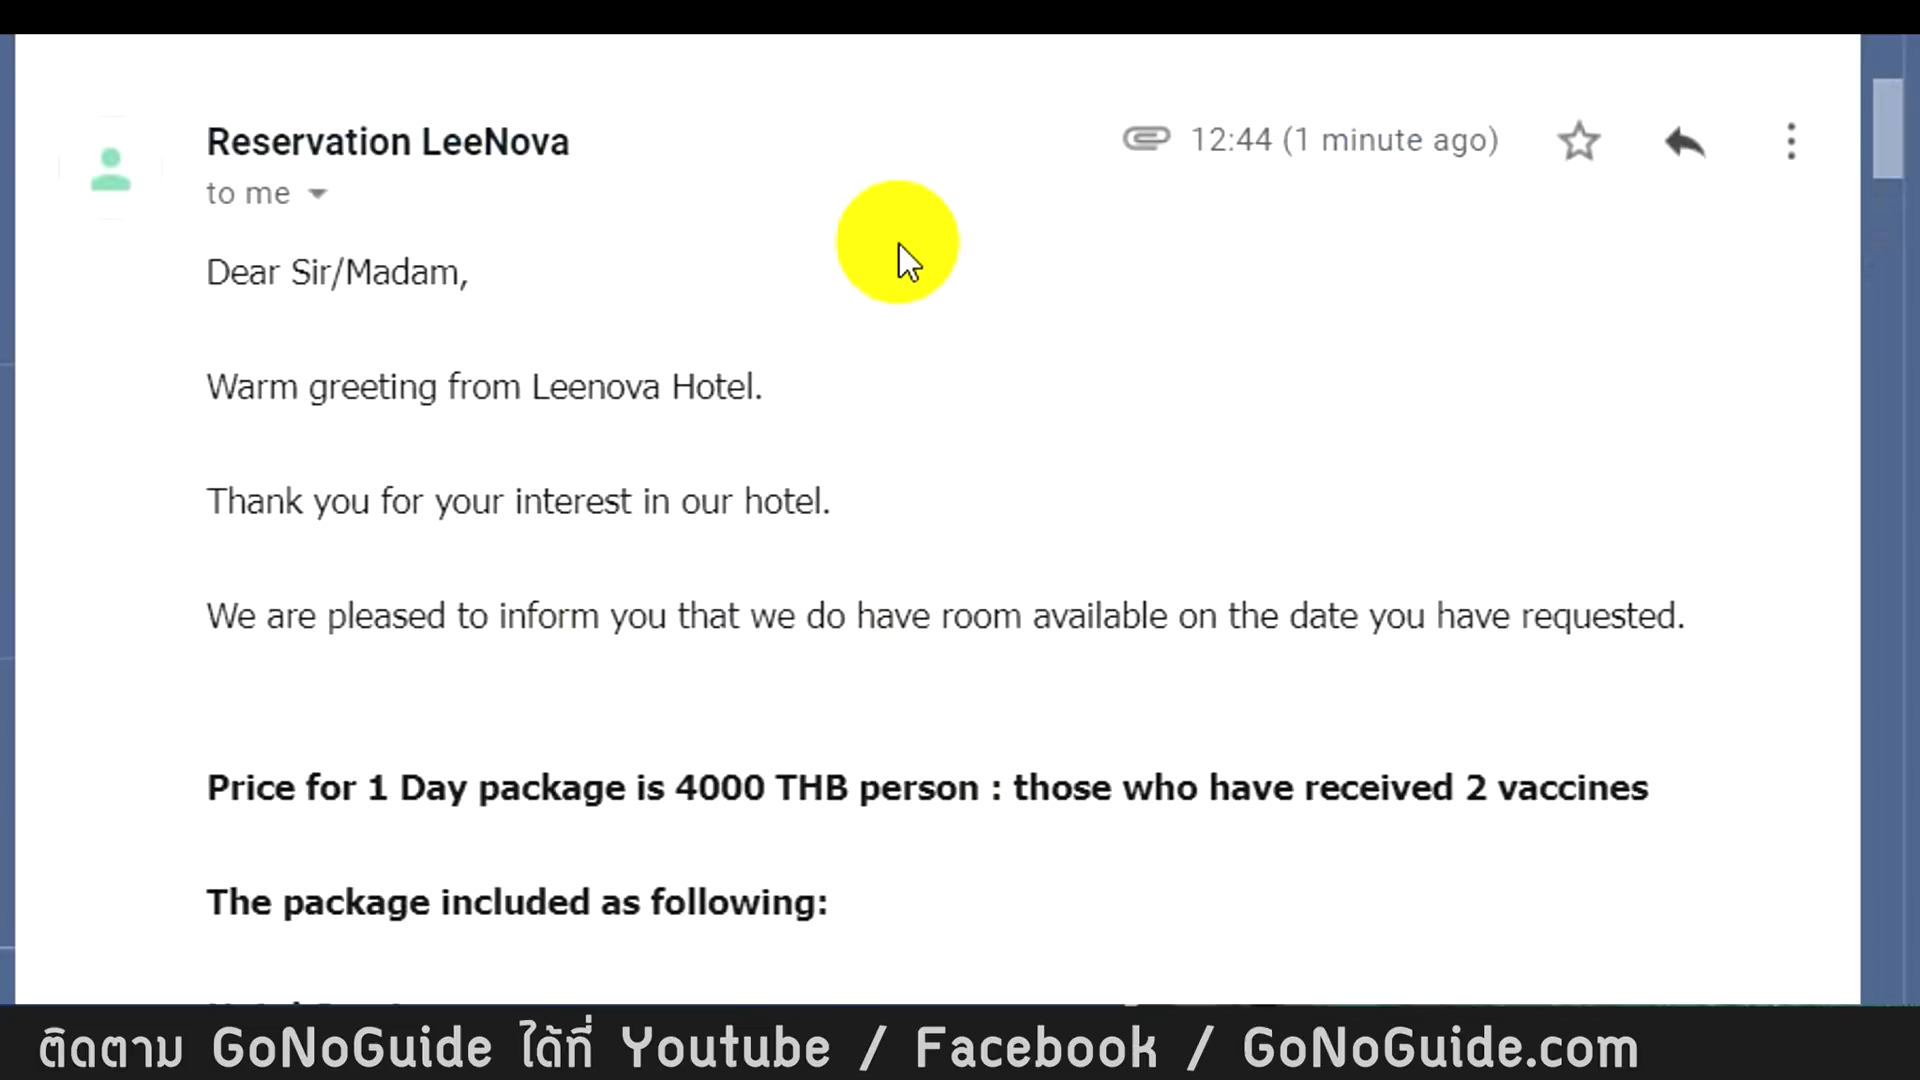 Reservation LeeNova
12:44 (1 minute ago)
to me
Dear Sir/Madam,
Warm greeting from Leenova Hotel.
Thank you for your interest in our hotel.
We are pleased to inform you that we do have room available on the date you have requested.
Price for 1 Day package is 4000 THB person : those who have received 2 vaccines
The package included as following:
ติดตาม GoNoGuide ได้ที่ Youtube / Facebook / GoNoGuide.com